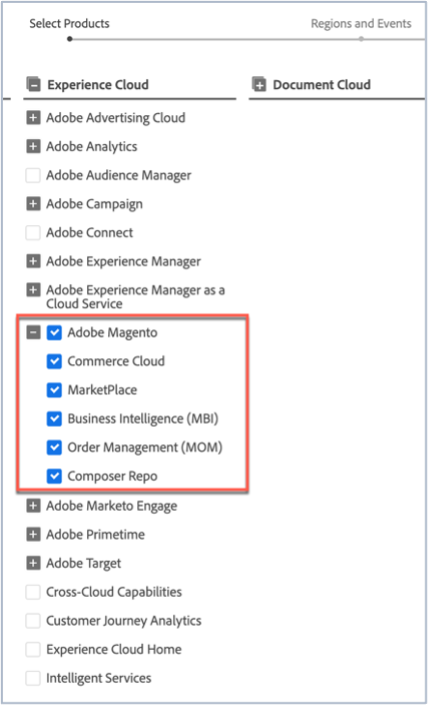 Select Products
Regions and Events
Experience Cloud
Document Cloud
Adobe Advertising Cloud
Adobe Analytics
Adobe Audience Manager
Adobe Campaign
Adobe Connect
Adobe Experience Manager
Adobe Experience Manager as a
Cloud Service
Adobe Magento
Commerce Cloud
MarketPlace
Business Intelligence (MBI)
Order Management (MOM)
Composer Repo
Adobe Marketo Engage
Adobe Primetime
Adobe Target
Cross-Cloud Capabilities
Customer Journey Analytics
Experience Cloud Home
Intelligent Services